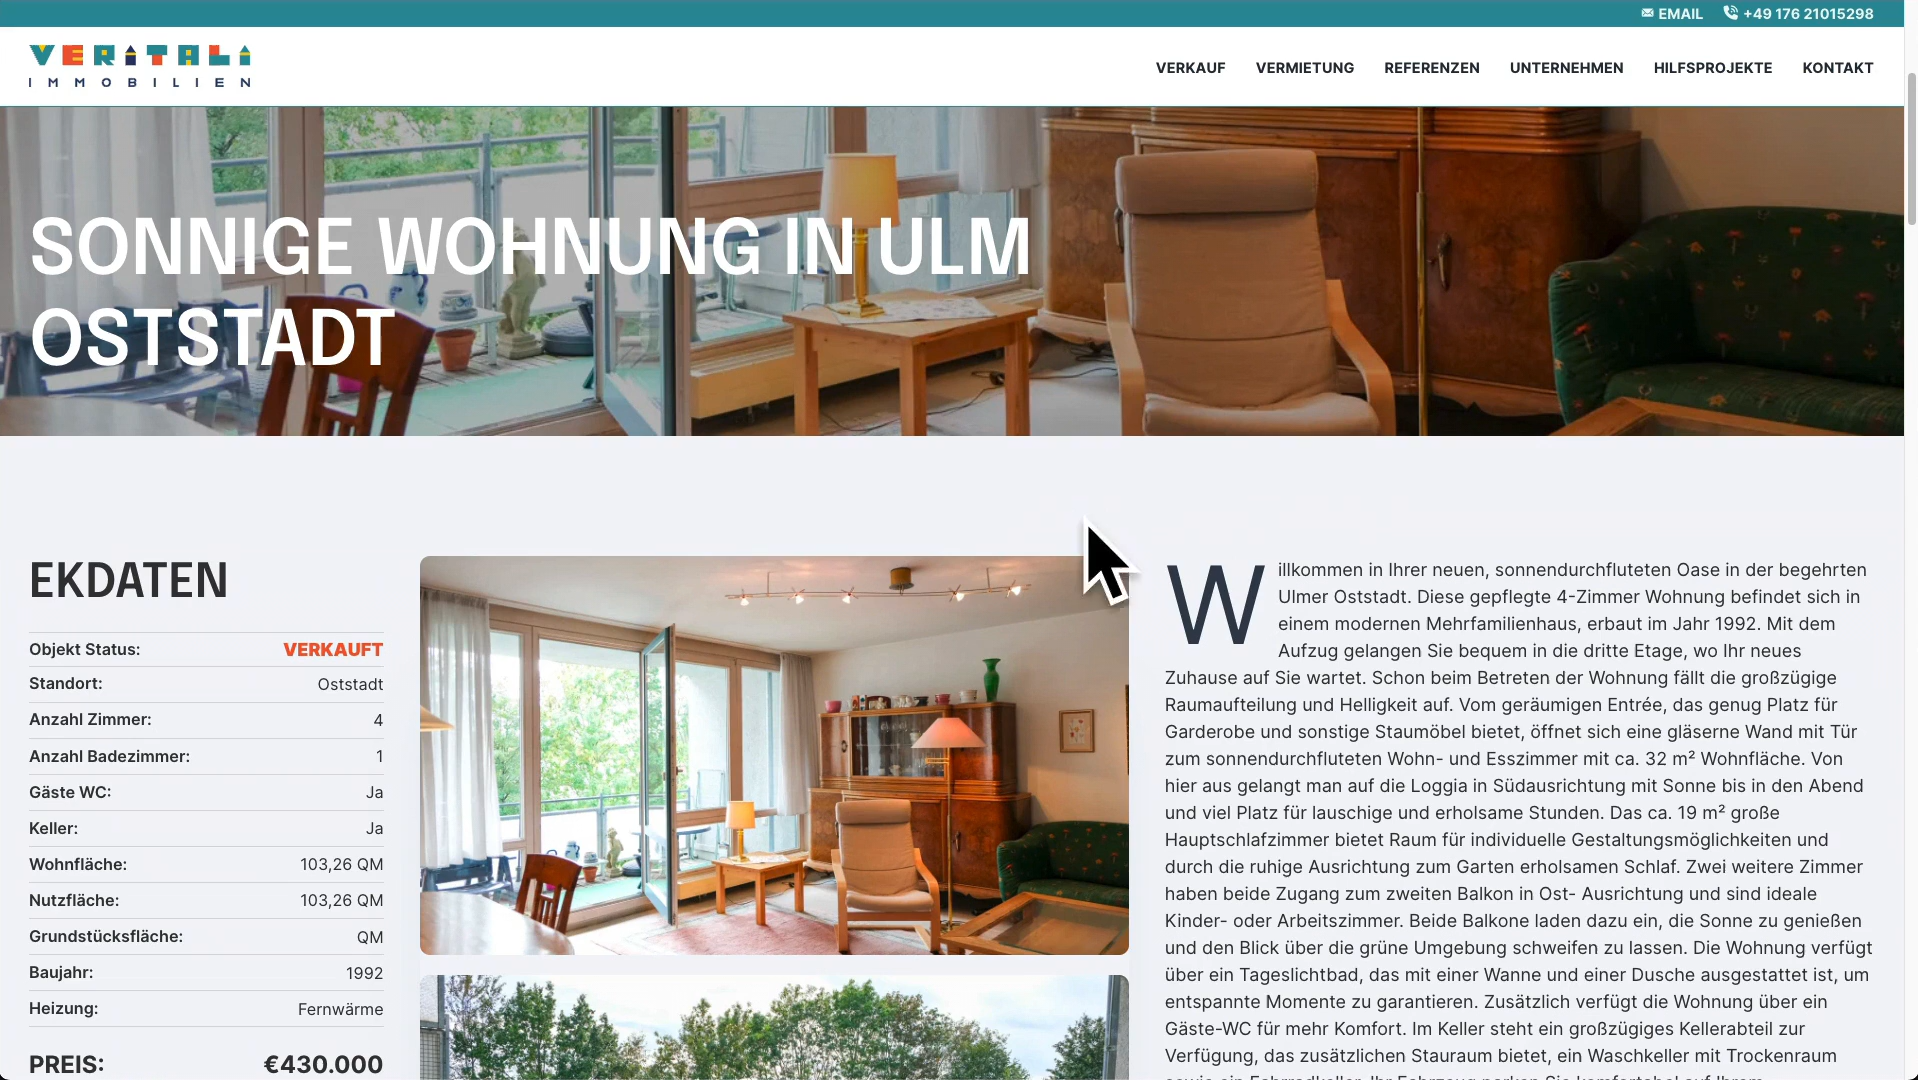 EMAIL +49 176 21015298
VERITALI
IMMOBILIEN
VERKAUF VERMIETUNG REFERENZEN UNTERNEHMEN HILFSPROJEKTE KONTAKT
SONNIGE WOHNUNG IN ULM
OSTSTADT
EKDATEN
Objekt Status: VERKAUFT
Standort: Oststadt
Anzahl Zimmer: 4
Anzahl Badezimmer: 1
Gäste WC: Ja
Keller: Ja
Wohnfläche: 103,26 QM
Nutzfläche: 103,26 QM
Grundstücksfläche: QM
Baujahr: 1992
Heizung: Fernwärme
PREIS: €430.000
Willkommen in Ihrer neuen, sonnendurchfluteten Oase in der begehrten
Ulmer Oststadt. Diese gepflegte 4-Zimmer Wohnung befindet sich in
einem modernen Mehrfamilienhaus, erbaut im Jahr 1992. Mit dem
Aufzug gelangen Sie bequem in die dritte Etage, wo Ihr neues
Zuhause auf Sie wartet. Schon beim Betreten der Wohnung fällt die großzügige
Raumaufteilung und Helligkeit auf. Vom geräumigen Entrée, das genug Platz für
Garderobe und sonstige Staumöbel bietet, öffnet sich eine gläserne Wand mit Tür
zum sonnendurchfluteten Wohn- und Esszimmer mit ca. 32 m² Wohnfläche. Von
hier aus gelangt man auf die Loggia in Südausrichtung mit Sonne bis in den Abend
und viel Platz für lauschige und erholsame Stunden. Das ca. 19 m² große
Hauptschlafzimmer bietet Raum für individuelle Gestaltungsmöglichkeiten und
durch die ruhige Ausrichtung zum Garten erholsamen Schlaf. Zwei weitere Zimmer
haben beide Zugang zum zweiten Balkon in Ost- Ausrichtung und sind ideale
Kinder- oder Arbeitszimmer. Beide Balkone laden dazu ein, die Sonne zu genießen
und den Blick über die grüne Umgebung schweifen zu lassen. Die Wohnung verfügt
über ein Tageslichtbad, das mit einer Wanne und einer Dusche ausgestattet ist, um
entspannte Momente zu garantieren. Zusätzlich verfügt die Wohnung über ein
Gäste-WC für mehr Komfort. Im Keller steht ein großzügiges Kellerabteil zur
Verfügung, das zusätzlichen Stauraum bietet, ein Waschkeller mit Trockenraum